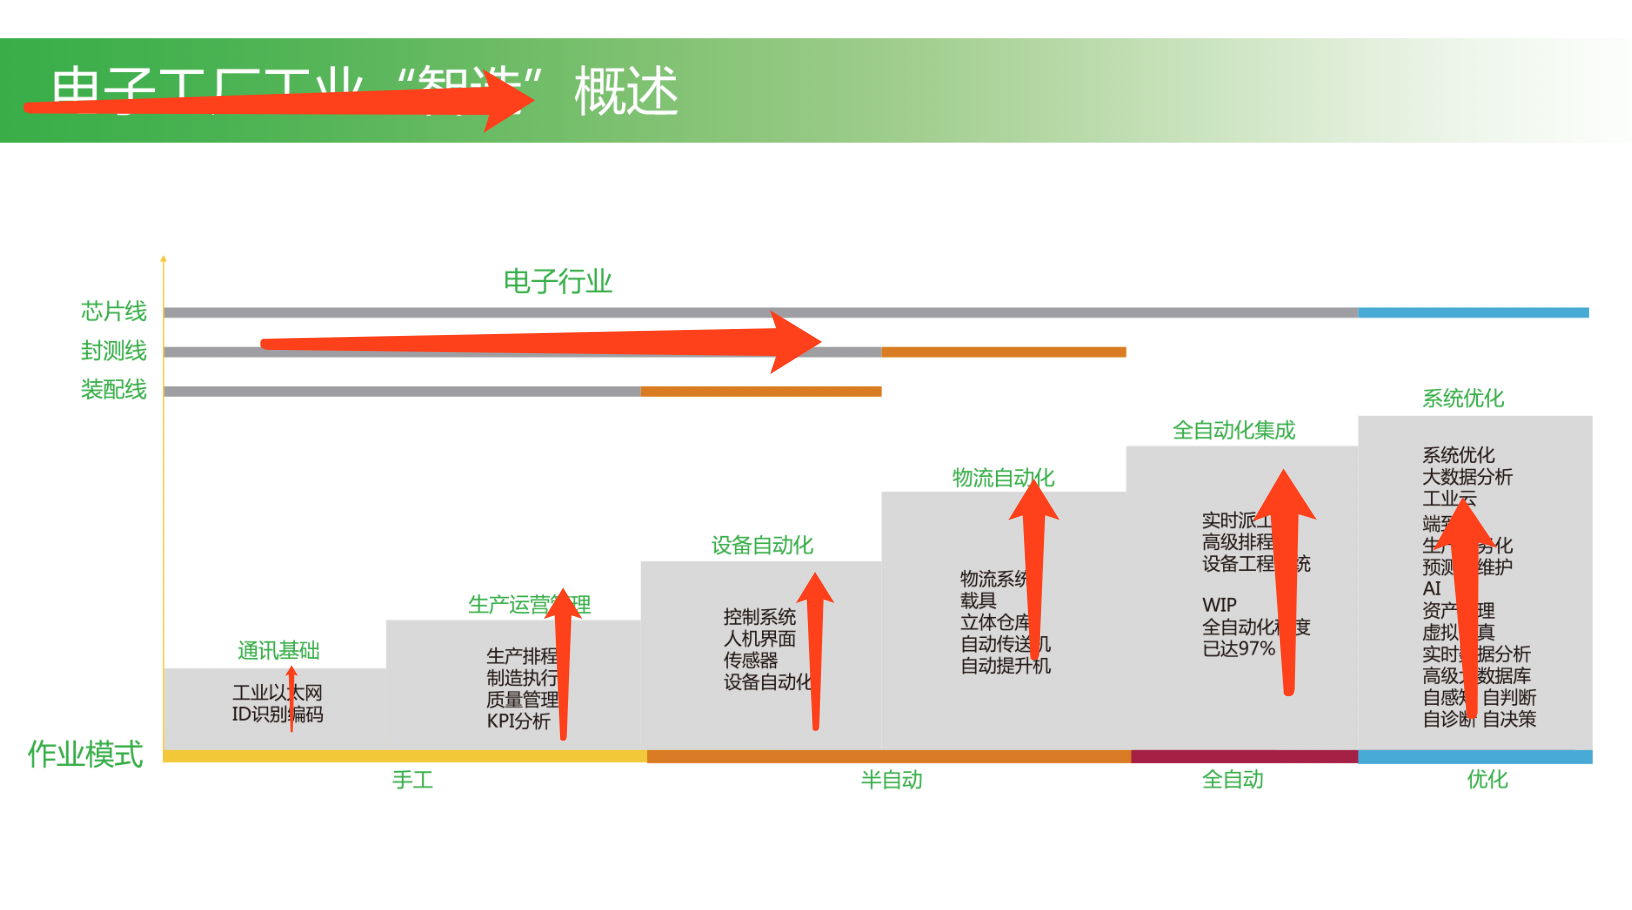 电子工厂工业“智造”概述
电子行业
芯片线
封测线
装配线
系统优化
全自动化集成
物流自动化
设备自动化
生产运营管理
通讯基础
工业以太网
ID识别编码
生产排程
制造执行
质量管理
KPI分析
控制系统
人机界面
传感器
设备自动化
物流系统
载具
立体仓库
自动传送机
自动提升机
实时派工
高级排程
设备工程统
WIP
全自动化程度
已达97%
系统优化
大数据分析
工业云
端到
生产化
预测维护
AI
资产理
虚拟真
实时数据分析
高级大数据库
自感知 自判断
自诊断 自决策
作业模式
手工
半自动
全自动
优化